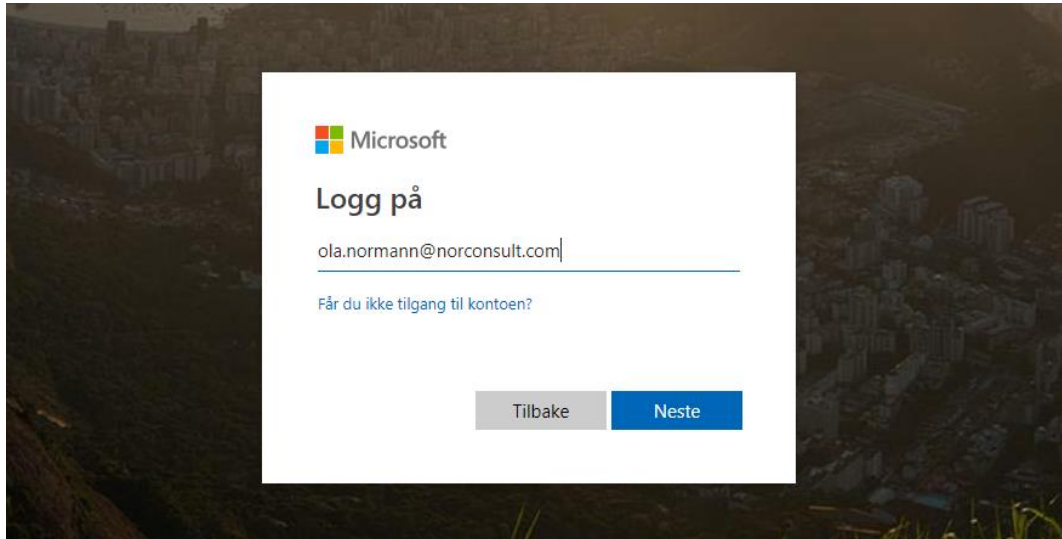 Microsoft
Logg på
ola.normann@norconsult.com
Får du ikke tilgang til kontoen?
Tilbake Neste